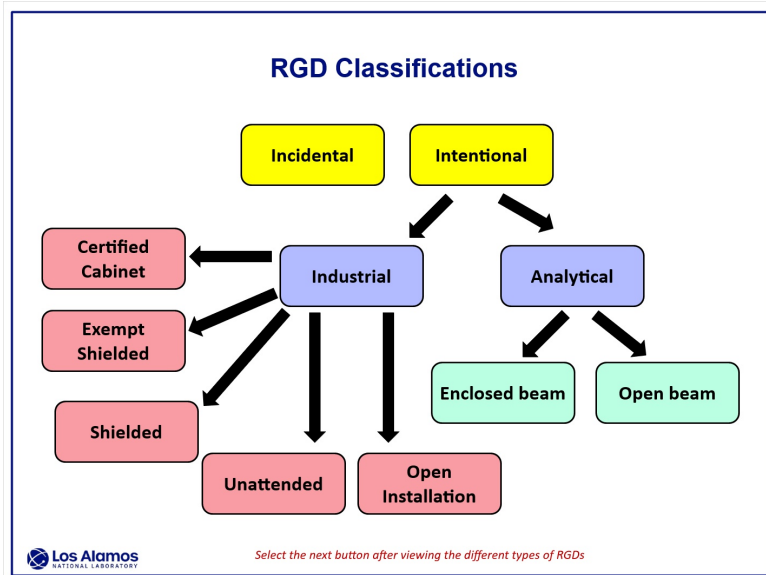 RGD Classifications
Incidental
Intentional
Certified
Cabinet
Industrial
Analytical
Exempt
Shielded
Enclosed beam
Open beam
Shielded
Unattended
Open
Installation
Los Alamos
NATIONAL LABORATORY
Select the next button after viewing the different types of RGDs